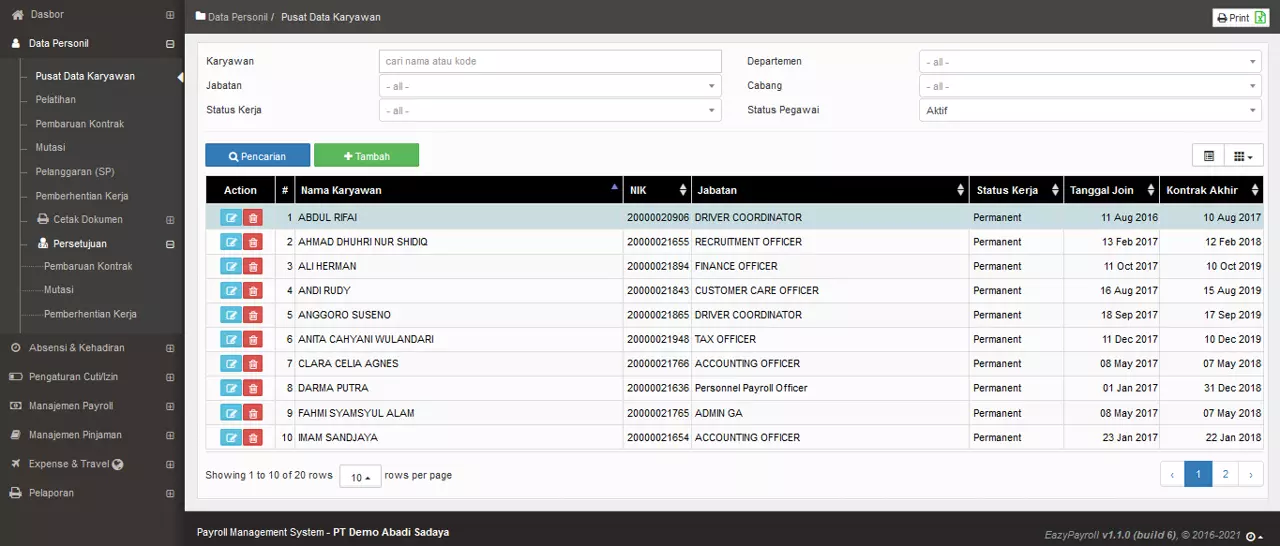 Dasbor
Data Personil
Pusat Data Karyawan
Pelatihan
Pembaruan Kontrak
Mutasi
Pelanggaran (SP)
Pemberhentian Kerja
Cetak Dokumen
Persetujuan
Pembaruan Kontrak
Mutasi
Pemberhentian Kerja
Absensi & Kehadiran
Pengaturan Cuti/Izin
Manajemen Payroll
Manajemen Pinjaman
Expense & Travel
Pelaporan
Data Personil / Pusat Data Karyawan
Print
Karyawan cari nama atau kode Departemen - all -
Jabatan - all - Cabang - all -
Status Kerja - all - Status Pegawai Aktif
Pencarian Tambah
Action # Nama Karyawan NIK Jabatan Status Kerja Tanggal Join Kontrak Akhir
1 ABDUL RIFAI 20000020906 DRIVER COORDINATOR Permanent 11 Aug 2016 10 Aug 2017
2 AHMAD DHUHRI NUR SHIDIQ 20000021655 RECRUITMENT OFFICER Permanent 13 Feb 2017 12 Feb 2018
3 ALI HERMAN 20000021894 FINANCE OFFICER Permanent 11 Oct 2017 10 Oct 2019
4 ANDI RUDY 20000021843 CUSTOMER CARE OFFICER Permanent 16 Aug 2017 15 Aug 2019
5 ANGGORO SUSENO 20000021865 DRIVER COORDINATOR Permanent 18 Sep 2017 17 Sep 2019
6 ANITA CAHYANI WULANDARI 20000021948 TAX OFFICER Permanent 11 Dec 2017 10 Dec 2019
7 CLARA CELIA AGNES 20000021766 ACCOUNTING OFFICER Permanent 08 May 2017 07 May 2018
8 DARMA PUTRA 20000021636 Personnel Payroll Officer Permanent 01 Jan 2017 31 Dec 2018
9 FAHMI SYAMSYUL ALAM 20000021765 ADMIN GA Permanent 08 May 2017 07 May 2018
10 IMAM SANDJAYA 20000021654 ACCOUNTING OFFICER Permanent 23 Jan 2017 22 Jan 2018
Showing 1 to 10 of 20 rows 10 rows per page ‹ 1 2 ›
Payroll Management System - PT Demo Abadi Sadaya
EazyPayroll v1.1.0 (build 6), © 2016-2021